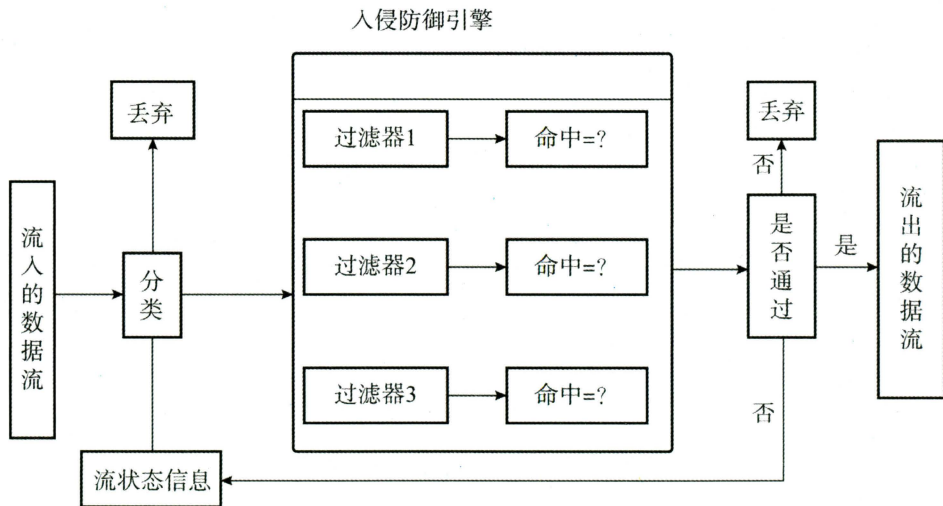 入侵防御引擎
丢弃
丢弃
过滤器1
命中=?
否
流入的数据流
分类
过滤器2
命中=?
是否通过
是
流出的数据流
过滤器3
命中=?
否
流状态信息